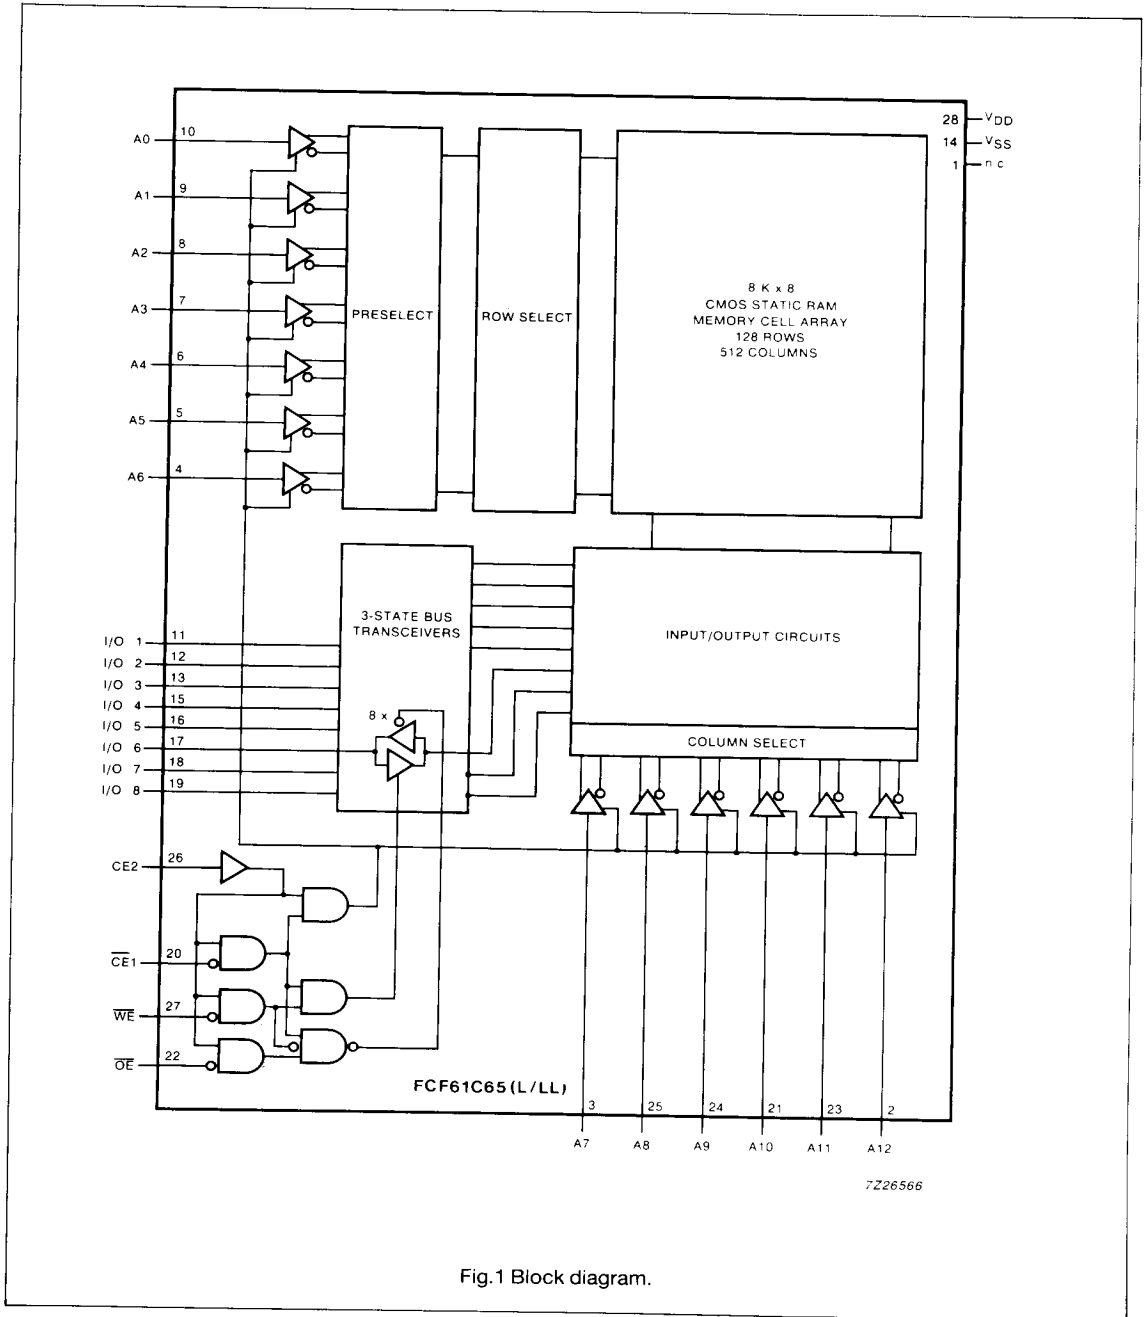 A0 10
28 VDD
14 VSS
1 n c
A1 9
A2 8
A3 7
A4 6
A5 5
A6 4
PRESELECT
ROW SELECT
8 K x 8
CMOS STATIC RAM
MEMORY CELL ARRAY
128 ROWS
512 COLUMNS
3-STATE BUS
TRANSCEIVERS
8 x
INPUT/OUTPUT CIRCUITS
COLUMN SELECT
I/O 1 11
I/O 2 12
I/O 3 13
I/O 4 15
I/O 5 16
I/O 6 17
I/O 7 18
I/O 8 19
CE2 26
CE1 20
WE 27
OE 22
FCF61C65 (L/LL)
3 25 24 21 23 2
A7 A8 A9 A10 A11 A12
7Z26566
Fig.1 Block diagram.